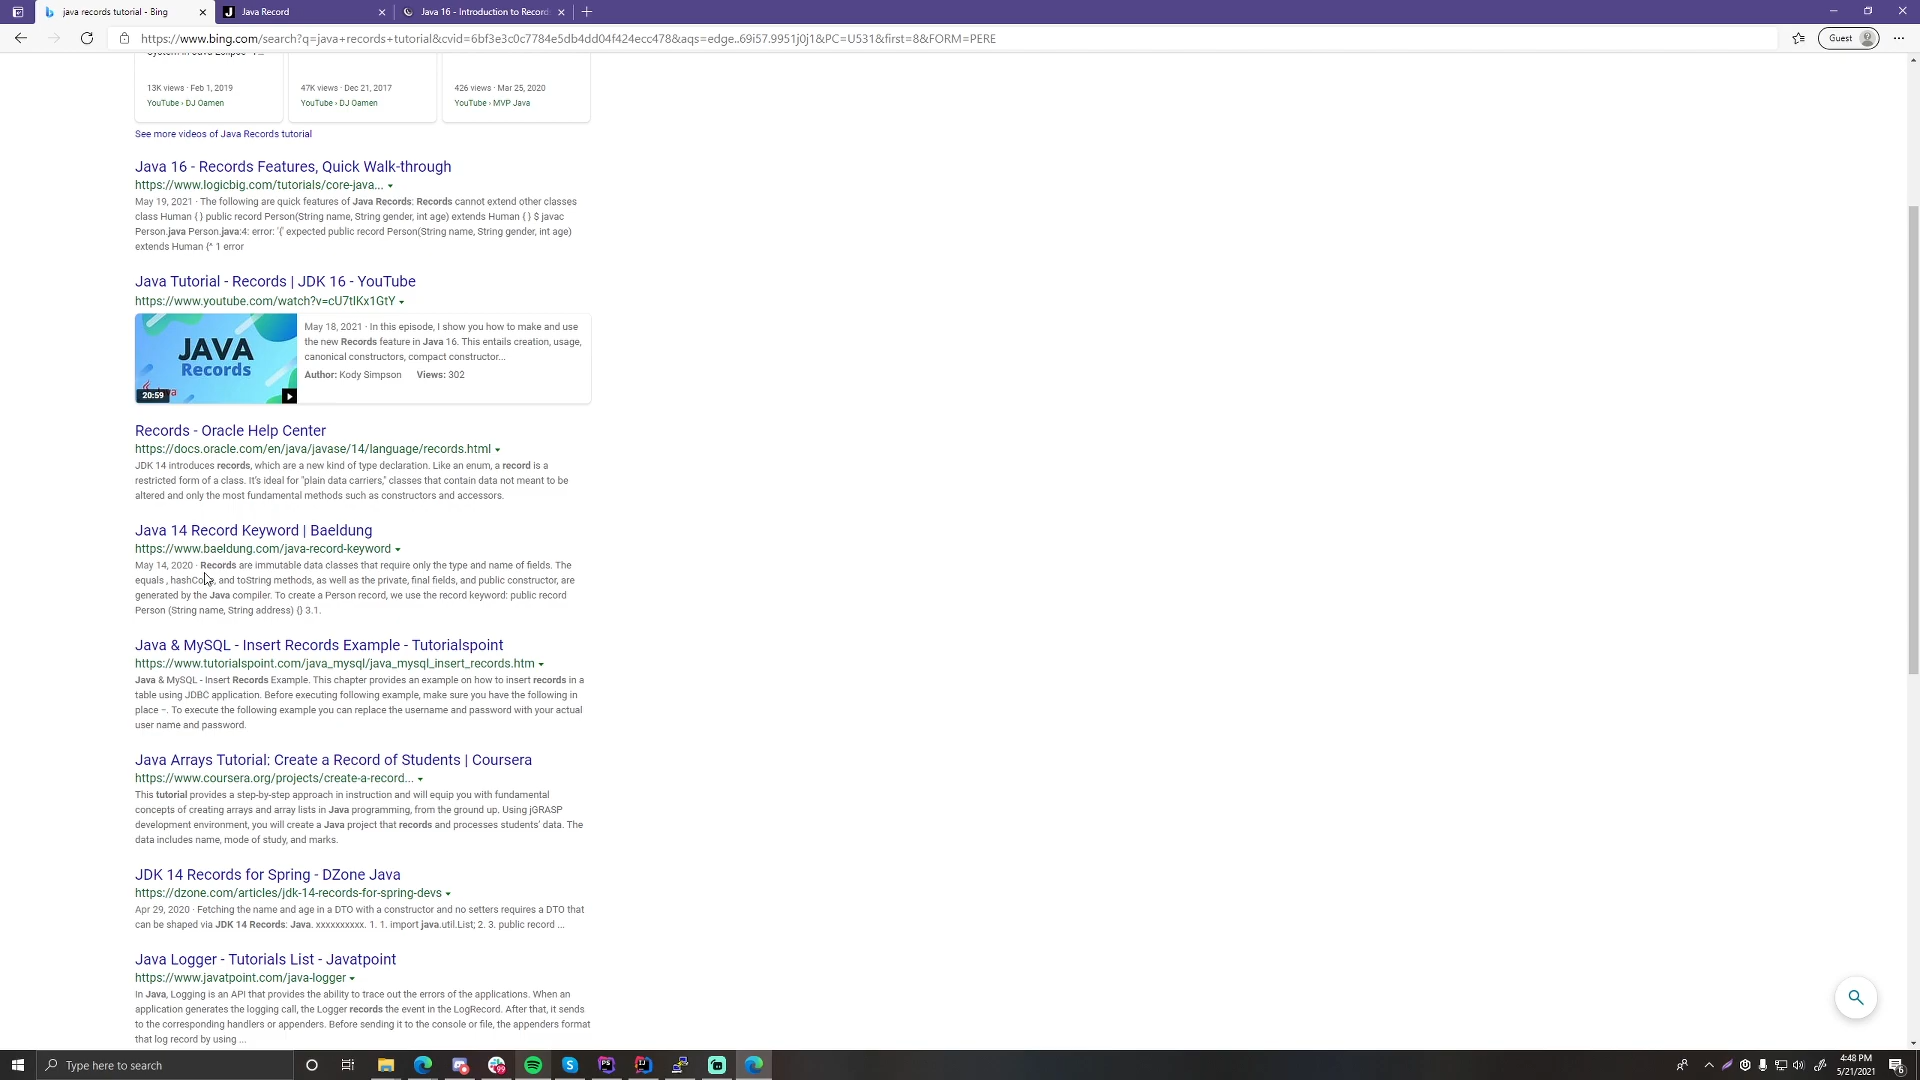 java records tutorial - Bing
Java Record
Java 16 - Introduction to Record
https://www.bing.com/search?q=java+records+tutorial&cvid=6bf3e3c0c7784e5db4dd04f424ecc478&aqs=edge..69i57.9951j0j1&PC=U531&first=8&FORM=PERE
Guest
13K views · Feb 1, 2019
YouTube › DJ Oamen
47K views · Dec 21, 2017
YouTube › DJ Oamen
426 views · Mar 25, 2020
YouTube › MVP Java
See more videos of Java Records tutorial
Java 16 - Records Features, Quick Walk-through
https://www.logicbig.com/tutorials/core-java...
May 19, 2021 · The following are quick features of Java Records: Records cannot extend other classes
class Human { } public record Person(String name, String gender, int age) extends Human { } $ javac
Person.java Person.java:4: error: '{' expected public record Person(String name, String gender, int age)
extends Human {^ 1 error
Java Tutorial - Records | JDK 16 - YouTube
https://www.youtube.com/watch?v=cU7tIKx1GtY
JAVA
Records
20:59
May 18, 2021 · In this episode, I show you how to make and use
the new Records feature in Java 16. This entails creation, usage,
canonical constructors, compact constructor...
Author: Kody Simpson Views: 302
Records - Oracle Help Center
https://docs.oracle.com/en/java/javase/14/language/records.html
JDK 14 introduces records, which are a new kind of type declaration. Like an enum, a record is a
restricted form of a class. It's ideal for "plain data carriers," classes that contain data not meant to be
altered and only the most fundamental methods such as constructors and accessors.
Java 14 Record Keyword | Baeldung
https://www.baeldung.com/java-record-keyword
May 14, 2020 · Records are immutable data classes that require only the type and name of fields. The
equals , and toString methods, as well as the private, final fields, and public constructor, are
generated by the Java compiler. To create a Person record, we use the record keyword: public record
Person (String name, String address) {} 3.1.
Java & MySQL - Insert Records Example - Tutorialspoint
https://www.tutorialspoint.com/java_mysql/java_mysql_insert_records.htm
Java & MySQL - Insert Records Example. This chapter provides an example on how to insert records in a
table using JDBC application. Before executing following example, make sure you have the following in
place −. To execute the following example you can replace the username and password with your actual
user name and password.
Java Arrays Tutorial: Create a Record of Students | Coursera
https://www.coursera.org/projects/create-a-record...
This tutorial provides a step-by-step approach in instruction and will equip you with fundamental
concepts of creating arrays and array lists in Java programming, from the ground up. Using jGRASP
development environment, you will create a Java project that records and processes students' data. The
data includes name, mode of study, and marks.
JDK 14 Records for Spring - DZone Java
https://dzone.com/articles/jdk-14-records-for-spring-devs
Apr 29, 2020 · Fetching the name and age in a DTO with a constructor and no setters requires a DTO that
can be shaped via JDK 14 Records: Java. xxxxxxxxxx. 1. 1. import java.util.List; 2. 3. public record ...
Java Logger - Tutorials List - Javatpoint
https://www.javatpoint.com/java-logger
In Java, Logging is an API that provides the ability to trace out the errors of the applications. When an
application generates the logging call, the Logger records the event in the LogRecord. After that, it sends
to the corresponding handlers or appenders. Before sending it to the console or file, the appenders format
that log record by using ...
Type here to search
4:48 PM
5/21/2021